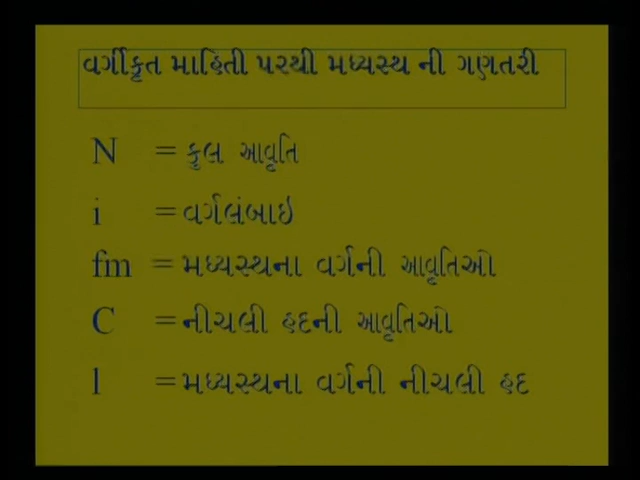 વર્ગીકૃત માહિતી પરથી મધ્યસ્થ ની ગણતરી
N = કુલ આવૃતિ
i = વર્ગલંબાઇ
fm = મધ્યસ્થના વર્ગની આવૃતિઓ
C = નીચલી હદની આવૃતિઓ
l = મધ્યસ્થના વર્ગની નીચલી હદ